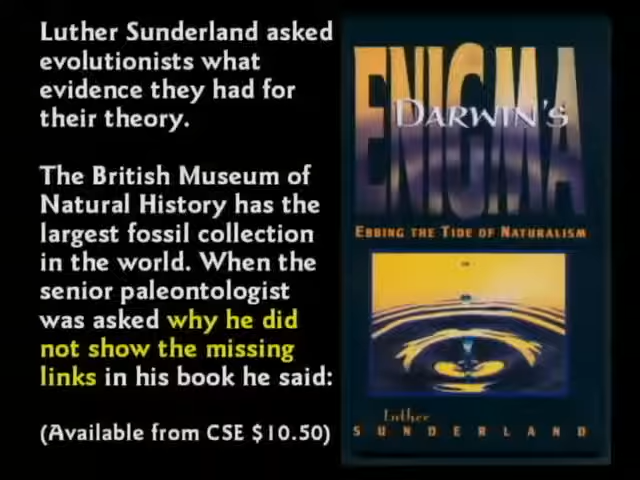 Luther Sunderland asked
evolutionists what
evidence they had for
their theory.
The British Museum of
Natural History has the
largest fossil collection
in the world. When the
senior paleontologist
was asked why he did
not show the missing
links in his book he said:
(Available from CSE $10.50)
ENIGMA
DARWIN'S
EBBING THE TIDE OF NATURALISM
Luther
SUNDERLAND